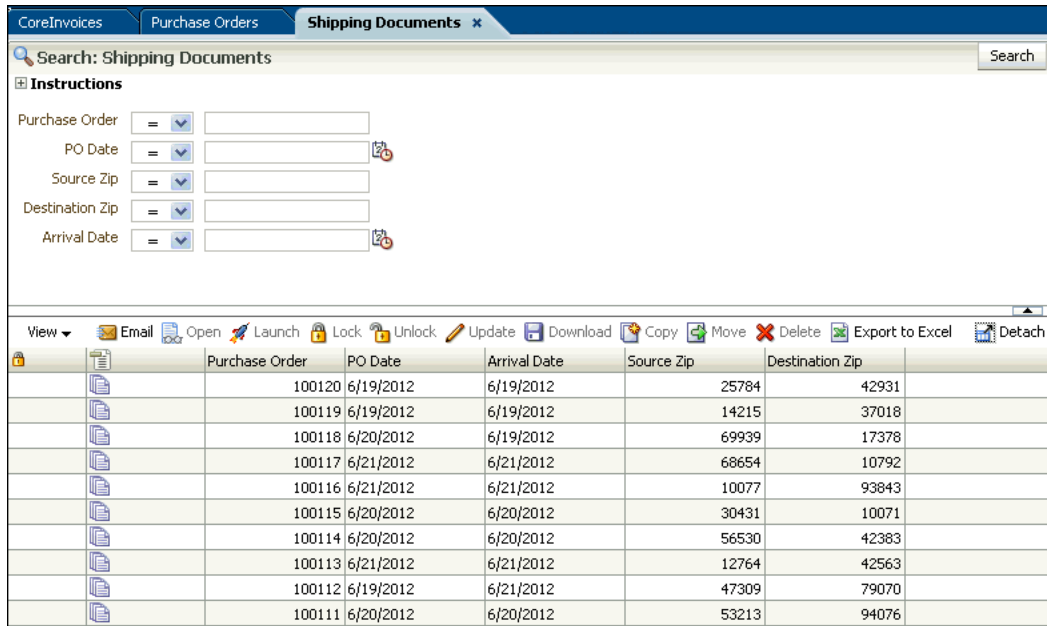 CoreInvoices Purchase Orders Shipping Documents
Search: Shipping Documents Search
Instructions
Purchase Order =
PO Date =
Source Zip =
Destination Zip =
Arrival Date =
View Email Open Launch Lock Unlock Update Download Copy Move Delete Export to Excel Detach
Purchase Order PO Date Arrival Date Source Zip Destination Zip
100120 6/19/2012 6/19/2012 25784 42931
100119 6/19/2012 6/19/2012 14215 37018
100118 6/20/2012 6/19/2012 69939 17378
100117 6/21/2012 6/21/2012 68654 10792
100116 6/21/2012 6/21/2012 10077 93843
100115 6/20/2012 6/20/2012 30431 10071
100114 6/20/2012 6/20/2012 56530 42383
100113 6/21/2012 6/21/2012 12764 42563
100112 6/19/2012 6/21/2012 47309 79070
100111 6/20/2012 6/20/2012 53213 94076